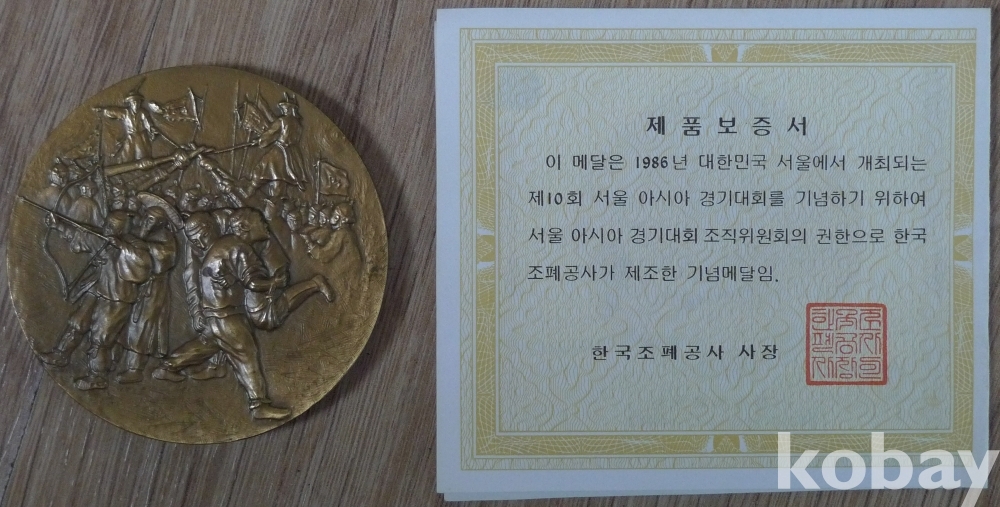 제품보증서
이 메달은 1986년 대한민국 서울에서 개최되는
제10회 서울 아시아 경기대회를 기념하기 위하여
서울 아시아 경기대회 조직위원회의 권한으로 한국
조폐공사가 제조한 기념메달임.
한국조폐공사 사장
kobay